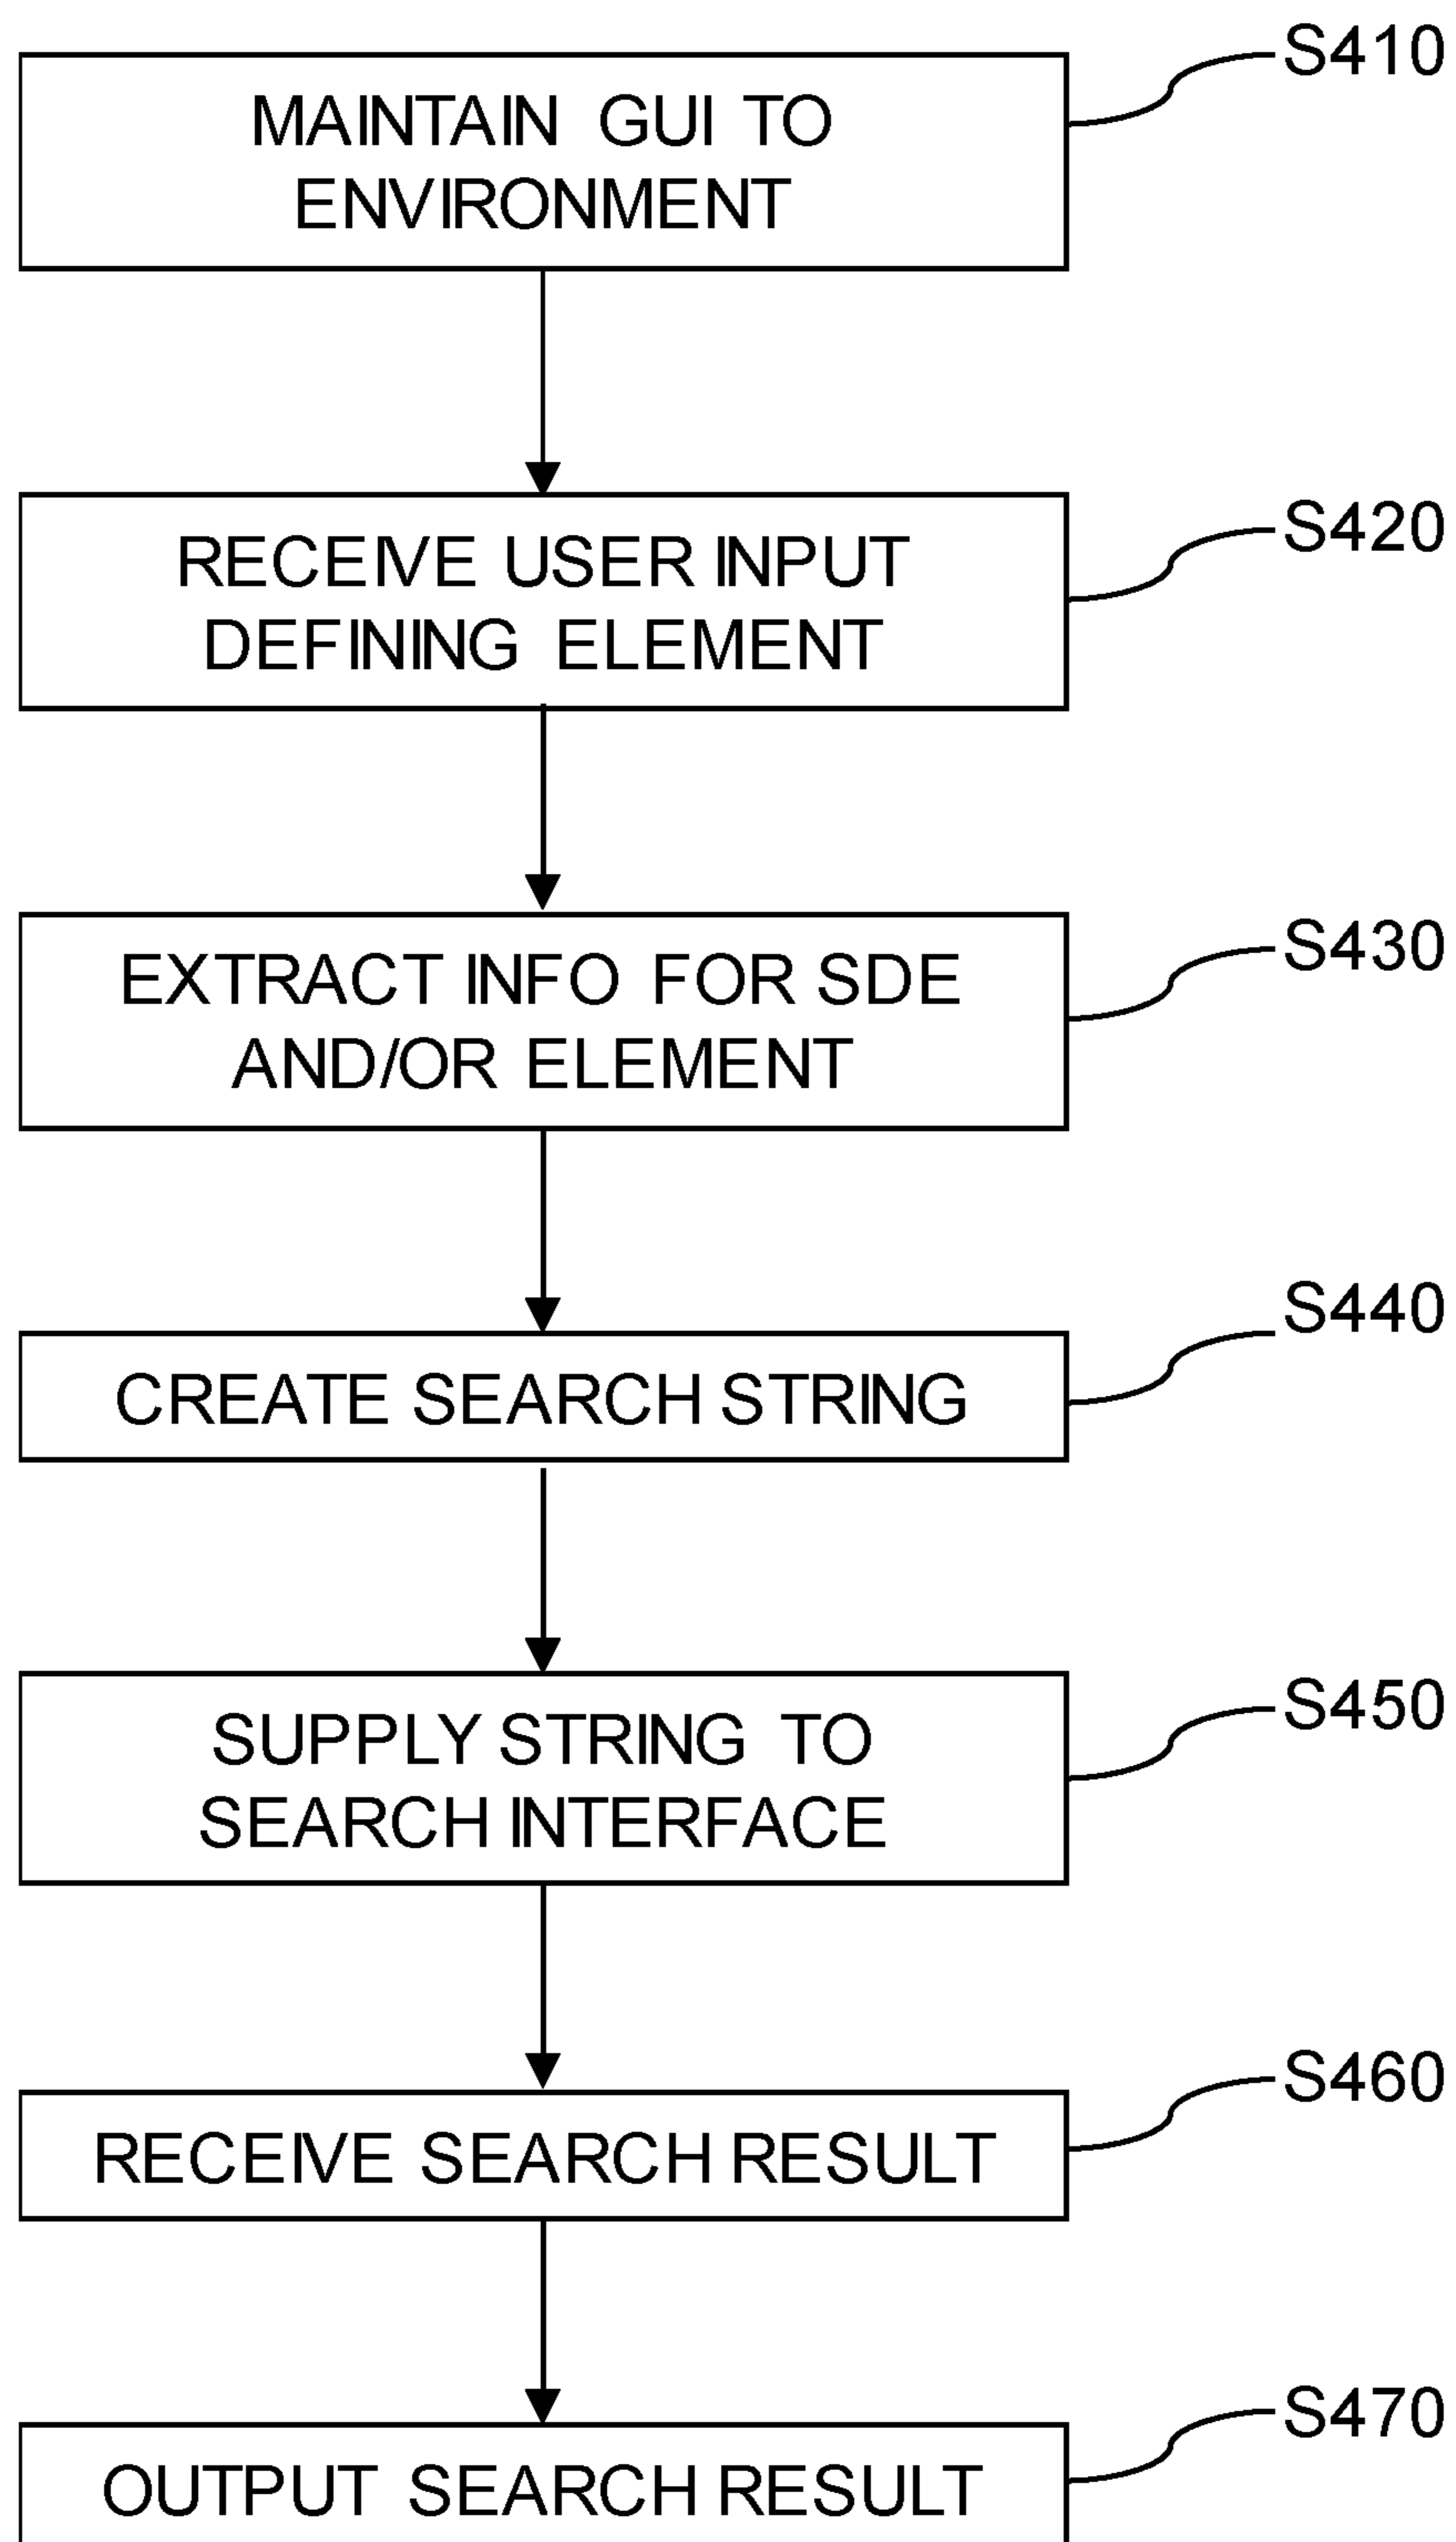 S410
MAINTAIN GUI TO
ENVIRONMENT
S420
RECEIVE USER INPUT
DEFINING ELEMENT
S430
EXTRACT INFO FOR SDE
AND/OR ELEMENT
S440
CREATE SEARCH STRING
S450
SUPPLY STRING TO
SEARCH INTERFACE
S460
RECEIVE SEARCH RESULT
S470
OUTPUT SEARCH RESULT